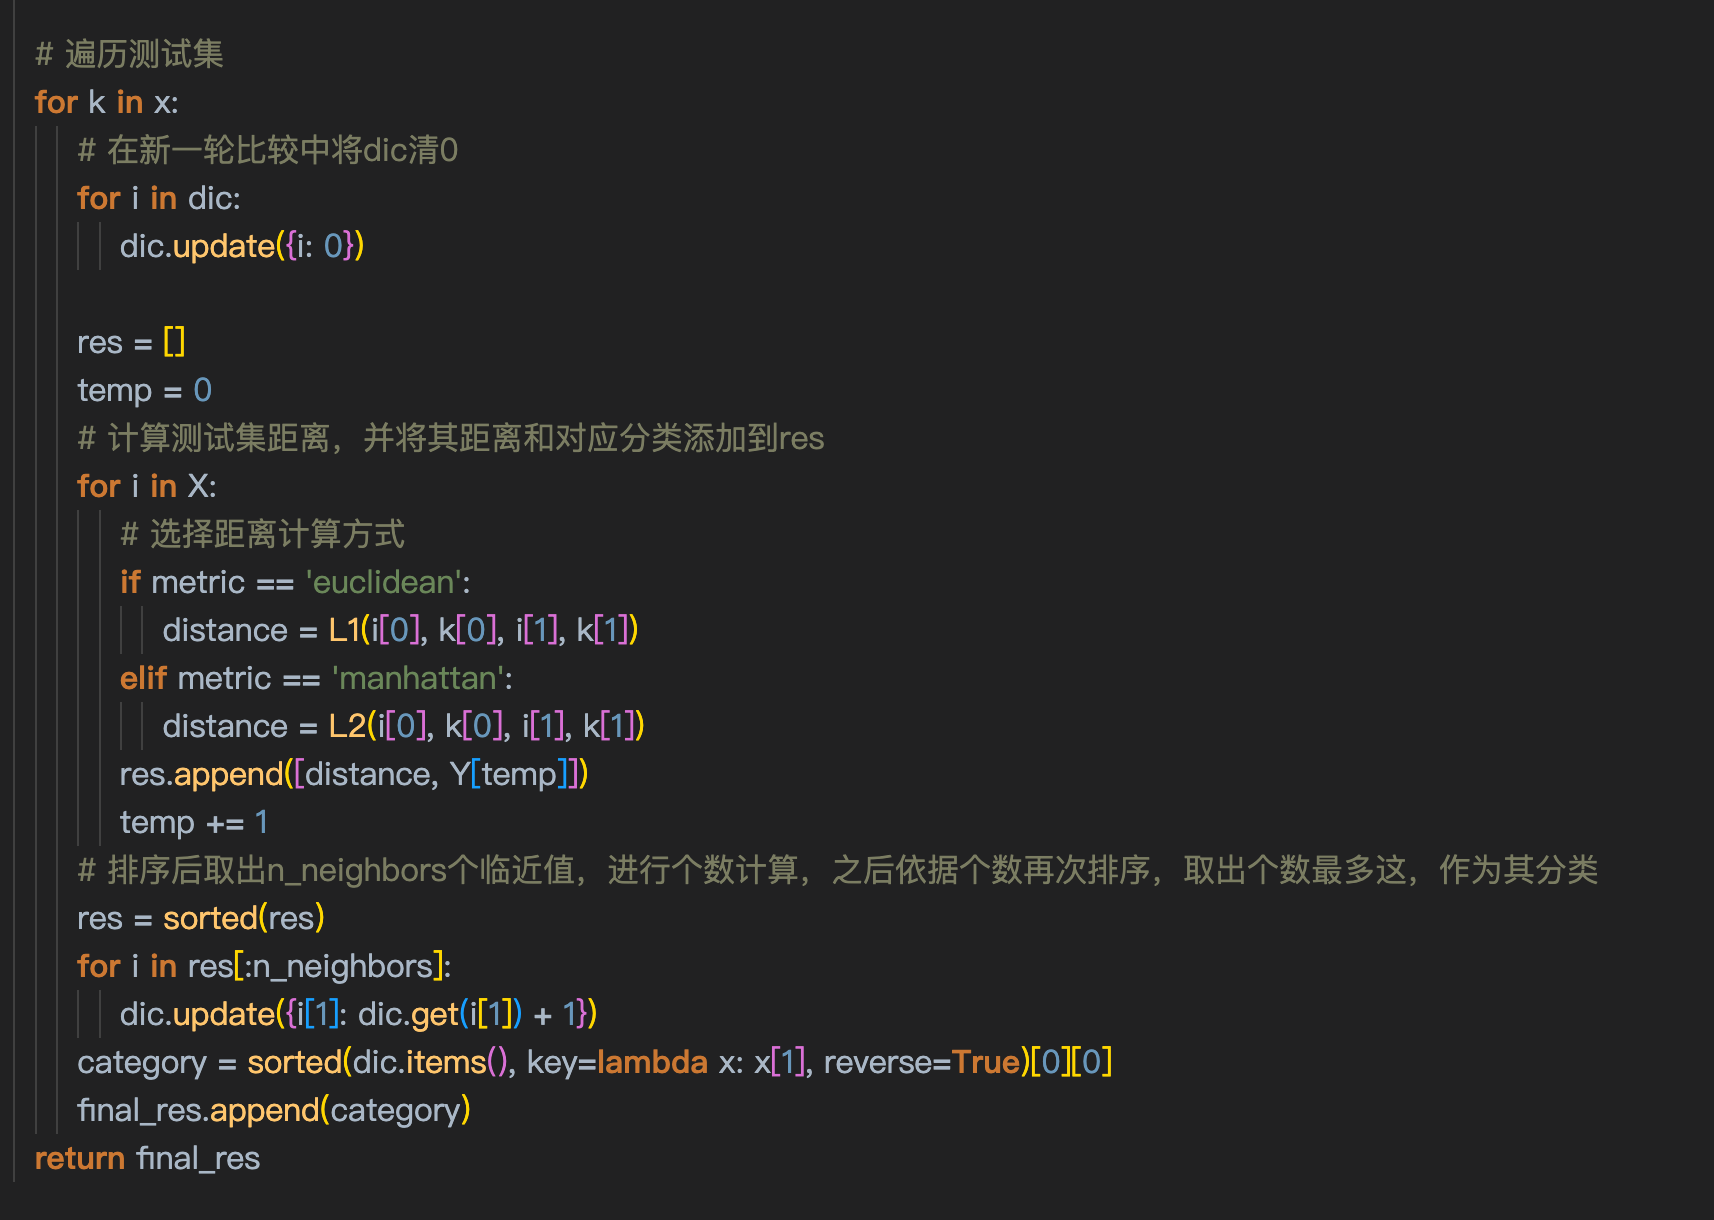 # 遍历测试集
for k in x:
    # 在新一轮比较中将dic清0
    for i in dic:
        dic.update({i: 0})

    res = []
    temp = 0
    # 计算测试集距离，并将其距离和对应分类添加到res
    for i in X:
        # 选择距离计算方式
        if metric == 'euclidean':
            distance = L1(i[0], k[0], i[1], k[1])
        elif metric == 'manhattan':
            distance = L2(i[0], k[0], i[1], k[1])
        res.append([distance, Y[temp]])
        temp += 1
    # 排序后取出n_neighbors个临近值，进行个数计算，之后依据个数再次排序，取出个数最多这，作为其分类
    res = sorted(res)
    for i in res[:n_neighbors]:
        dic.update({i[1]: dic.get(i[1]) + 1})
    category = sorted(dic.items(), key=lambda x: x[1], reverse=True)[0][0]
    final_res.append(category)
return final_res